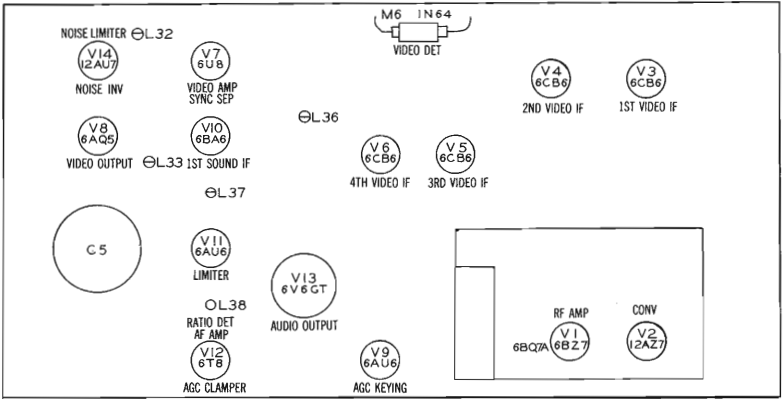 M6 1N64
VIDEO DET
NOISE LIMITER L32
V14
12AU7
NOISE INV
V7
6U8
VIDEO AMP
SYNC SEP
V4
6CB6
2ND VIDEO IF
V3
6CB6
1ST VIDEO IF
V8
6AQ5
VIDEO OUTPUT
L33
V10
6BA6
1ST SOUND IF
L36
V6
6CB6
4TH VIDEO IF
V5
6CB6
3RD VIDEO IF
L37
C5
V11
6AU6
LIMITER
V13
6V6GT
AUDIO OUTPUT
L38
RATIO DET
AF AMP
V12
6T8
AGC CLAMPER
V9
6AU6
AGC KEYING
RF AMP
6BQ7A
V1
6BZ7
CONV
V2
12AZ7